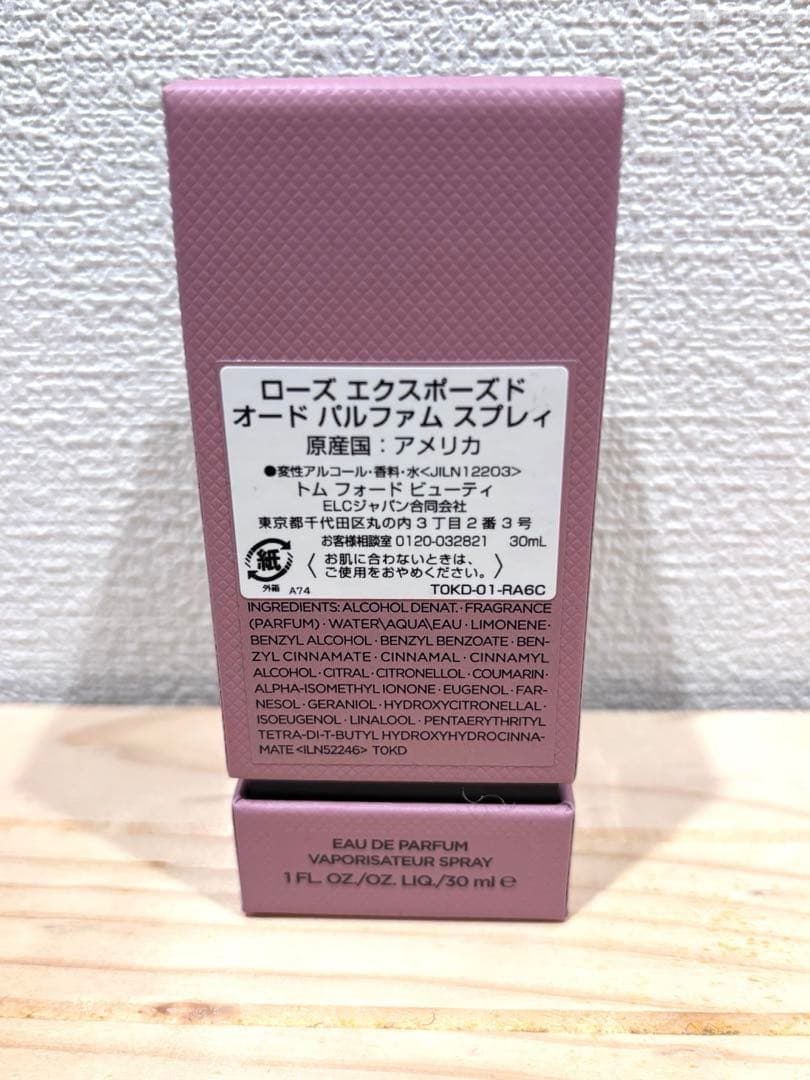 ローズ エクスポーズド
オード パルファム スプレィ
原産国：アメリカ
●変性アルコール・香料・水<JILN12203>
トム フォード ビューティ
ELCジャパン合同会社
東京都千代田区丸の内3丁目2番3号
お客様相談室 0120-032821 30mL
紙
〈お肌に合わないときは、
ご使用をおやめください。〉
外箱 A74 T0KD-01-RA6C
INGREDIENTS: ALCOHOL DENAT. · FRAGRANCE
(PARFUM) · WATER\AQUA\EAU · LIMONENE ·
BENZYL ALCOHOL · BENZYL BENZOATE · BEN-
ZYL CINNAMATE · CINNAMAL · CINNAMYL
ALCOHOL · CITRAL · CITRONELLOL · COUMARIN ·
ALPHA-ISOMETHYL IONONE · EUGENOL · FAR-
NESOL · GERANIOL · HYDROXYCITRONELLAL ·
ISOEUGENOL · LINALOOL · PENTAERYTHRITYL
TETRA-DI-T-BUTYL HYDROXYHYDROCINNA-
MATE <ILN52246> T0KD
EAU DE PARFUM
VAPORISATEUR SPRAY
1 FL. OZ./OZ. LIQ./30 ml ℮